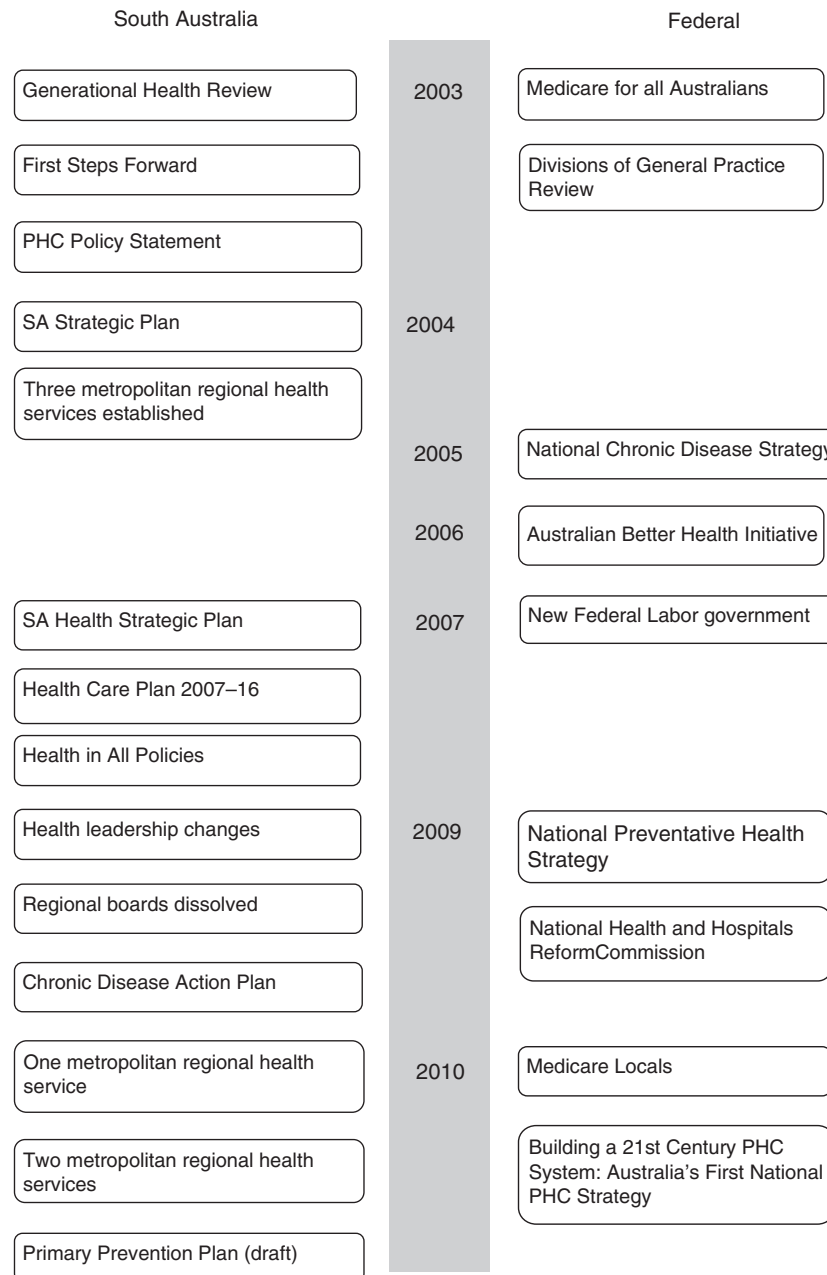 South Australia
Federal
Generational Health Review
2003
Medicare for all Australians
First Steps Forward
Divisions of General Practice
Review
PHC Policy Statement
SA Strategic Plan
2004
Three metropolitan regional health
services established
2005
National Chronic Disease Strategy
2006
Australian Better Health Initiative
SA Health Strategic Plan
2007
New Federal Labor government
Health Care Plan 2007–16
Health in All Policies
Health leadership changes
2009
National Preventative Health
Strategy
Regional boards dissolved
National Health and Hospitals
ReformCommission
Chronic Disease Action Plan
One metropolitan regional health
service
2010
Medicare Locals
Two metropolitan regional health
services
Building a 21st Century PHC
System: Australia’s First National
PHC Strategy
Primary Prevention Plan (draft)